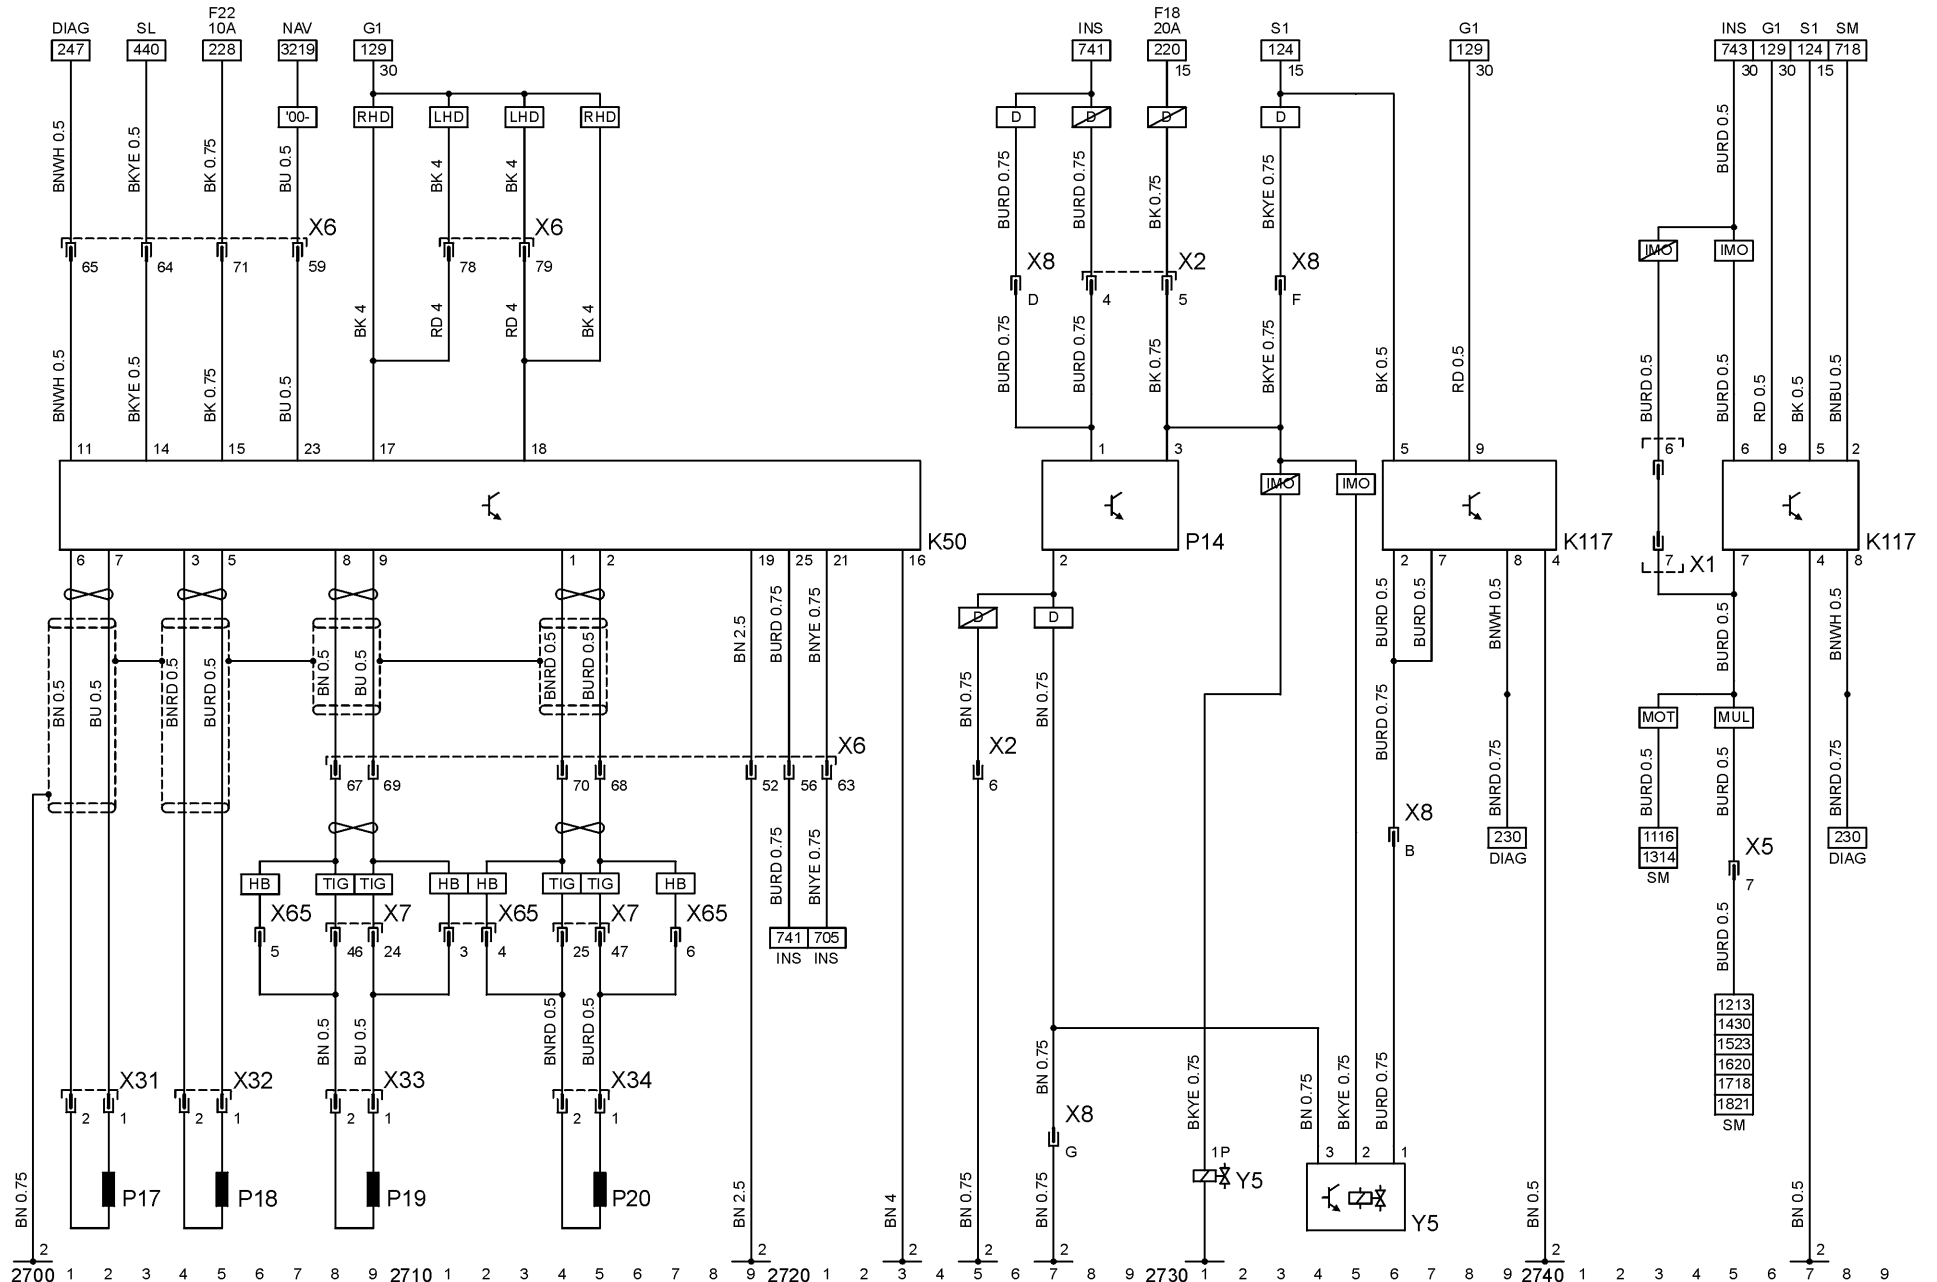 F22
F18
DIAG SL 10A NAV G1 INS 20A S1 G1 INS G1 S1 SM
247 440 228 3219 129 741 220 124 129 743 129 124 718
30 15 15 30 30 30 15
'00- RHD LHD LHD RHD D D D D
BNWH 0.5 BKYE 0.5 BK 0.75 BU 0.5 BK 4 BK 4 BURD 0.75 BURD 0.75 BK 0.75 BKYE 0.75 BURD 0.5
X6 X6
65 64 71 59 78 79
IMO IMO
X8 X2 X8
D 4 5 F
BNWH 0.5 BKYE 0.5 BK 0.75 BU 0.5 BK 4 RD 4 RD 4 BK 4 BURD 0.75 BURD 0.75 BK 0.75 BKYE 0.75 BK 0.5 RD 0.5 BURD 0.5 BURD 0.5 RD 0.5 BK 0.5 BNBU 0.5
11 14 15 23 17 18 1 3 5 9 6 6 9 5 2
IMO IMO
K50 P14 K117 K117
6 7 3 5 8 9 1 2 19 25 21 16 2 2 7 8 4 7 X1 7 4 8
D D
BN 0.5 BU 0.5 BNRD 0.5 BURD 0.5 BN 0.5 BU 0.5 BNRD 0.5 BURD 0.5 BN 2.5 BURD 0.75 BNYE 0.75 BN 0.75 BN 0.75 BURD 0.5 BURD 0.5 BNWH 0.5 BURD 0.5 BNWH 0.5
MOT MUL
BURD 0.75 BNRD 0.75 BURD 0.5 BURD 0.5 BNRD 0.75
X6 X2
67 69 70 68 52 56 63 6
X8
B
230 1116 230
DIAG 1314 DIAG
SM
X5
7
BURD 0.75 BNYE 0.75
HB TIG TIG HB HB TIG TIG HB
X65 X7 X65 X7 X65
5 46 24 3 4 25 47 6
741 705
INS INS
BURD 0.5
1213
1430
1523
1620
1718
1821
SM
BN 0.5 BU 0.5 BNRD 0.5 BURD 0.5 BN 0.75 BKYE 0.75 BN 0.75 BKYE 0.75 BURD 0.75
X31 X32 X33 X34
2 1 2 1 2 1 2 1
X8
G
1P 3 2 1
P17 P18 P19 P20 Y5 Y5
BN 0.75 BN 2.5 BN 4 BN 0.75 BN 0.75 BN 0.5 BN 0.5
2 2 2 2 2 2 2
2700 1 2 3 4 5 6 7 8 9 2710 1 2 3 4 5 6 7 8 9 2720 1 2 3 4 5 6 7 8 9 2730 1 2 3 4 5 6 7 8 9 2740 1 2 3 4 5 6 7 8 9